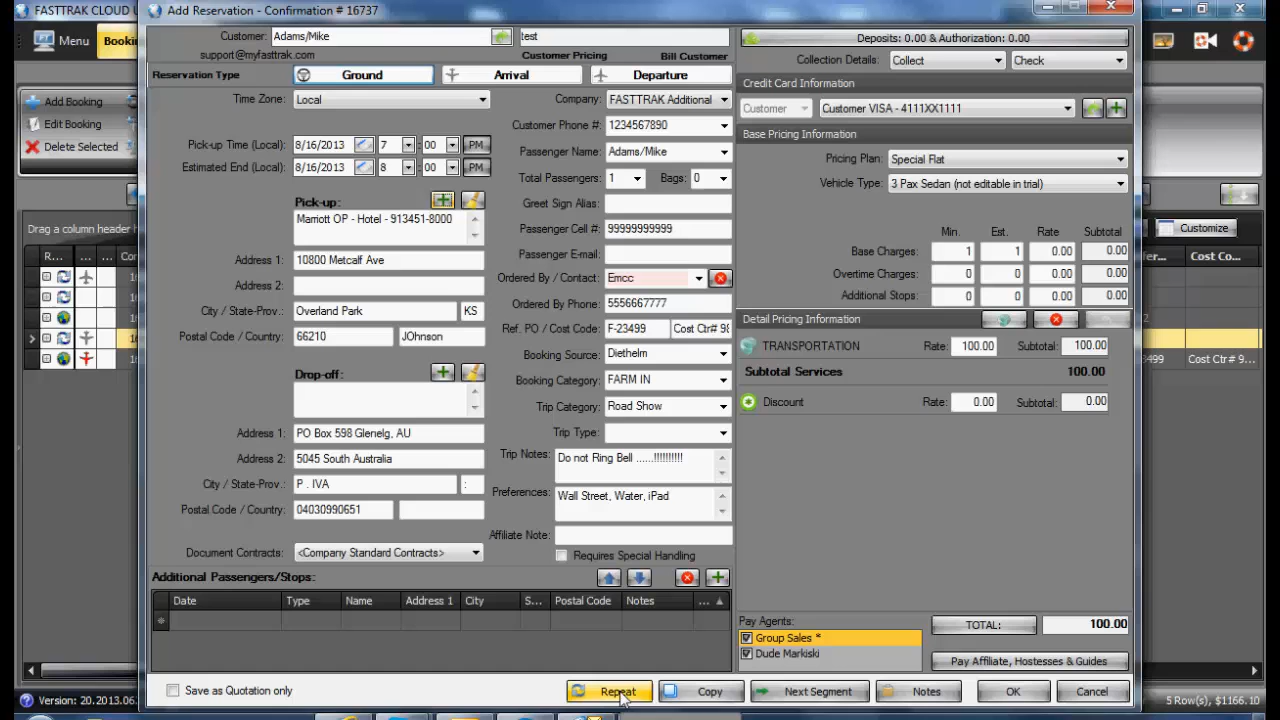 FASTTRAK CLOUD U
Add Reservation - Confirmation # 16737
Menu
Bookin
Add Booking
Edit Booking
Delete Selected
Drag a column header h
R...
...
...
Co
Customer:
Adams/Mike
test
support@myfasttrak.com
Customer Pricing
Bill Customer
Reservation Type
Ground
Arrival
Departure
Time Zone:
Local
Pick-up Time (Local):
8/16/2013
7
:
00
PM
Estimated End (Local):
8/16/2013
8
:
00
PM
Pick-up:
Marriott OP - Hotel - 913451-8000
Address 1:
10800 Metcalf Ave
Address 2:
City / State-Prov.:
Overland Park
KS
Postal Code / Country:
66210
JOhnson
Drop-off:
Address 1:
PO Box 598 Glenelg, AU
Address 2:
5045 South Australia
City / State-Prov.:
P . IVA
:
Postal Code / Country:
04030990651
Document Contracts:
<Company Standard Contracts>
Company:
FASTTRAK Additional
Customer Phone #:
1234567890
Passenger Name:
Adams/Mike
Total Passengers:
1
Bags:
0
Greet Sign Alias:
Passenger Cell #:
99999999999
Passenger E-mail:
Ordered By / Contact:
Emcc
Ordered By Phone:
5556667777
Ref. PO / Cost Code:
F-23499
Cost Ctr# 98
Booking Source:
Diethelm
Booking Category:
FARM IN
Trip Category:
Road Show
Trip Type:
Trip Notes:
Do not Ring Bell ......!!!!!!!!!!
Preferences:
Wall Street, Water, iPad
Affiliate Note:
Requires Special Handling
Additional Passengers/Stops:
Date
Type
Name
Address 1
City
S...
Postal Code
Notes
...
Deposits: 0.00 & Authorization: 0.00
Collection Details:
Collect
Check
Credit Card Information
Customer
Customer VISA - 4111XX1111
Base Pricing Information
Pricing Plan:
Special Flat
Vehicle Type:
3 Pax Sedan (not editable in trial)
Min.
Est.
Rate
Subtotal
Base Charges:
1
1
0.00
0.00
Overtime Charges:
0
0
0.00
0.00
Additional Stops:
0
0
0.00
0.00
Detail Pricing Information
TRANSPORTATION
Rate:
100.00
Subtotal:
100.00
Subtotal Services
100.00
Discount
Rate:
0.00
Subtotal:
0.00
Pay Agents:
Group Sales *
Dude Markiski
TOTAL:
100.00
Pay Affiliate, Hostesses & Guides
Save as Quotation only
Repeat
Copy
Next Segment
Notes
OK
Cancel
Customize
fer...
Cost Co...
2
3499
Cost Ctr# 9...
Version: 20.2013.06.
5 Row(s), $1166.10